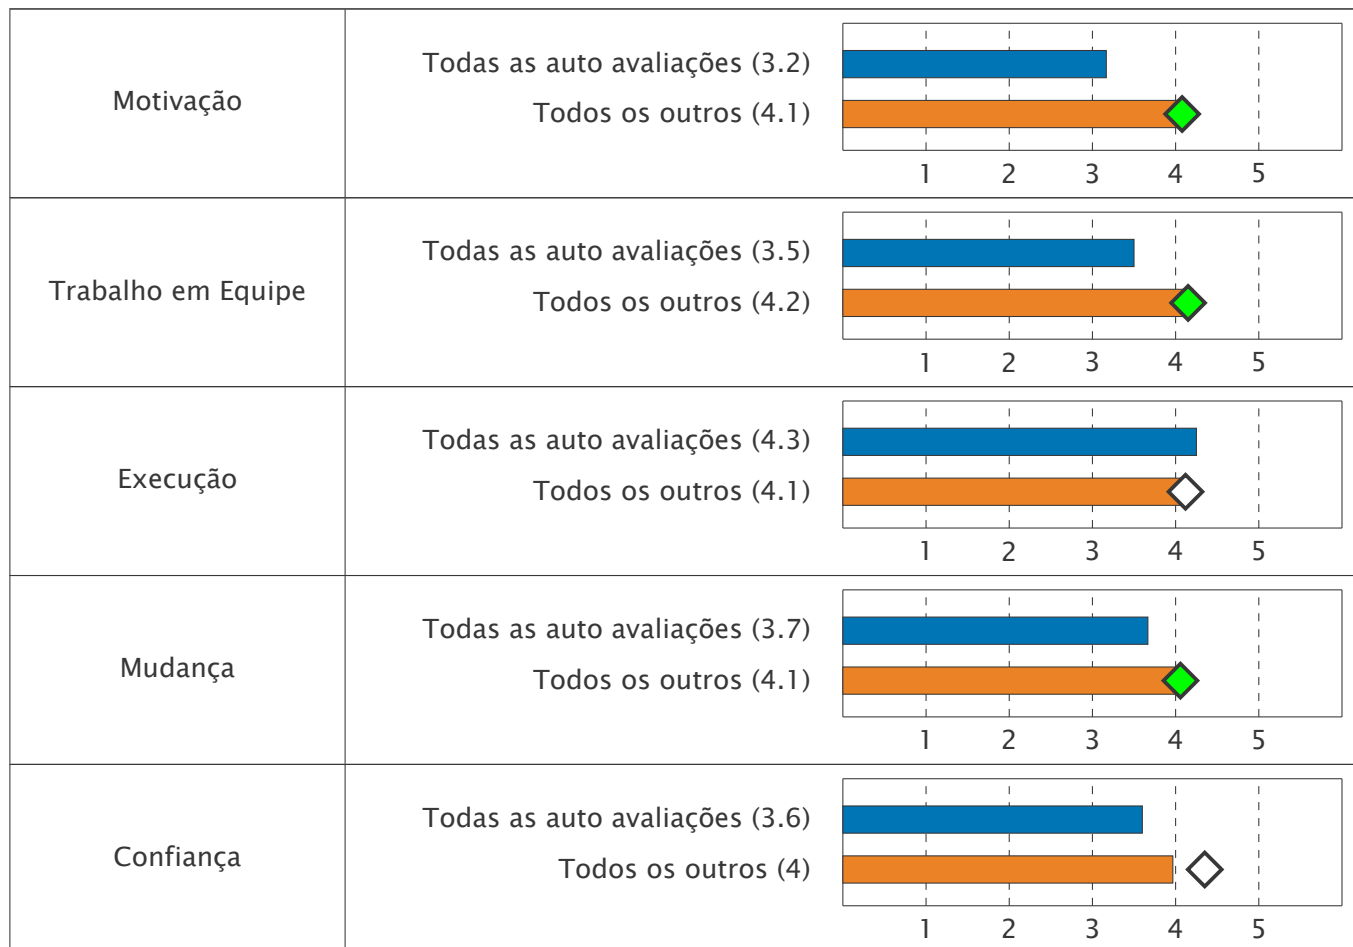 Motivação
Todas as auto avaliações (3.2)
Todos os outros (4.1)
1 2 3 4 5
Trabalho em Equipe
Todas as auto avaliações (3.5)
Todos os outros (4.2)
1 2 3 4 5
Execução
Todas as auto avaliações (4.3)
Todos os outros (4.1)
1 2 3 4 5
Mudança
Todas as auto avaliações (3.7)
Todos os outros (4.1)
1 2 3 4 5
Confiança
Todas as auto avaliações (3.6)
Todos os outros (4)
1 2 3 4 5